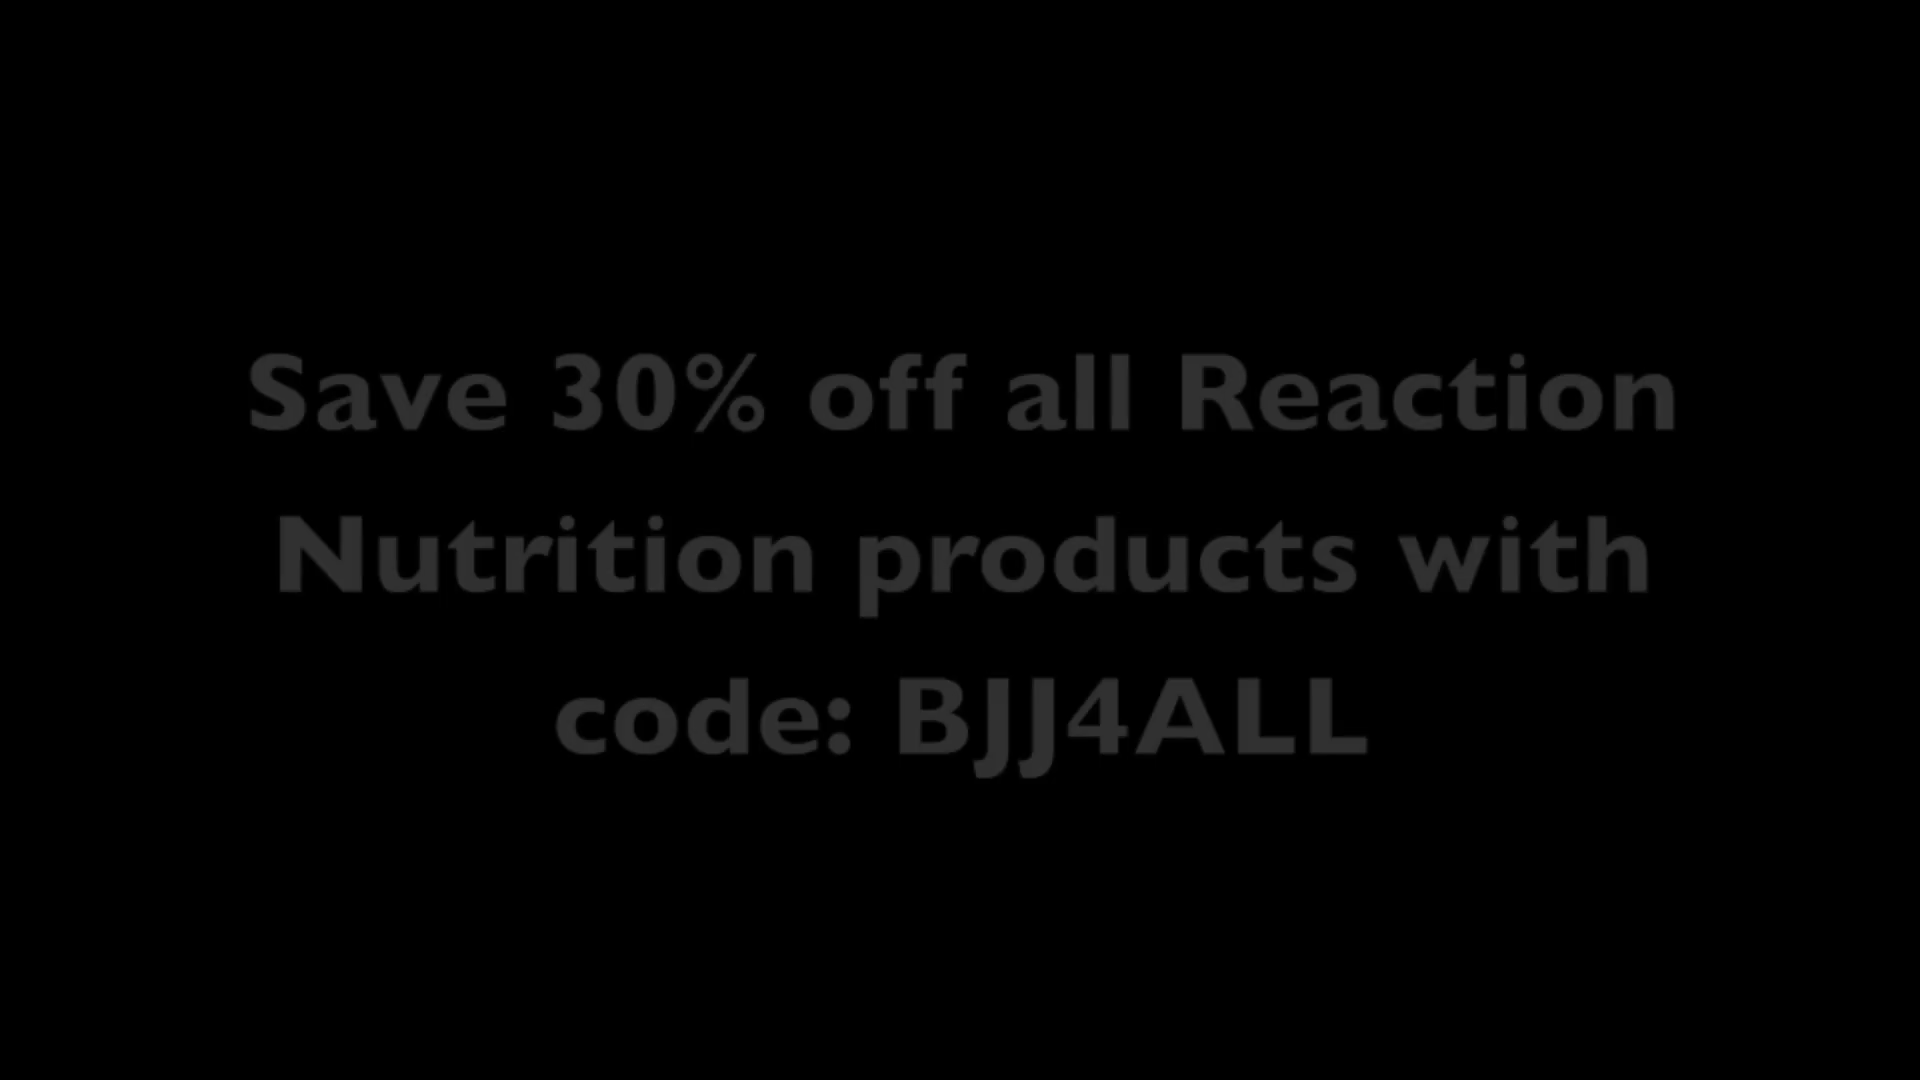 Save 30% off all Reaction
Nutrition products with
code: BJJ4ALL